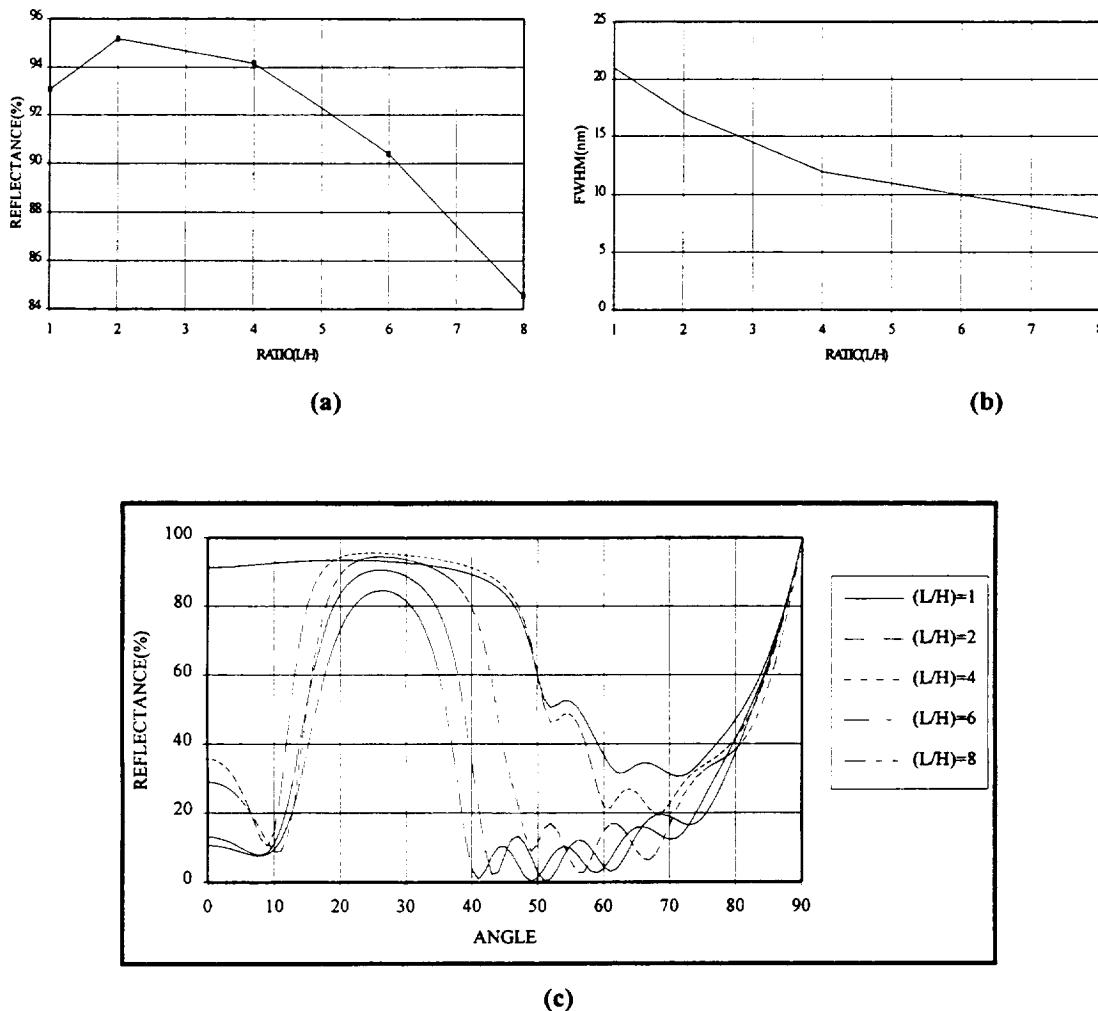 96
94
92
90
88
86
84
REFLECTANCE(%)
1 2 3 4 5 6 7 8
RATIO(L/H)
(a)
25
20
15
10
5
0
FWHM(nm)
1 2 3 4 5 6 7 8
RATIO(L/H)
(b)
100
80
60
40
20
0
REFLECTANCE(%)
0 10 20 30 40 50 60 70 80 90
ANGLE
(L/H)=1
(L/H)=2
(L/H)=4
(L/H)=6
(L/H)=8
(c)